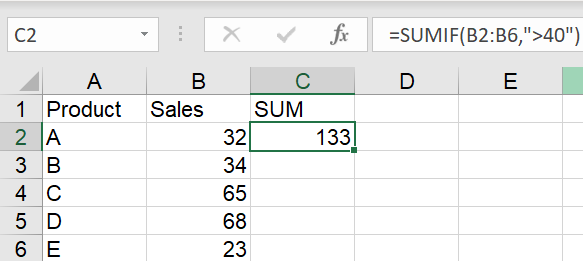 C2 fx =SUMIF(B2:B6,">40")
A B C D E
1 Product Sales SUM
2 A 32 133
3 B 34
4 C 65
5 D 68
6 E 23